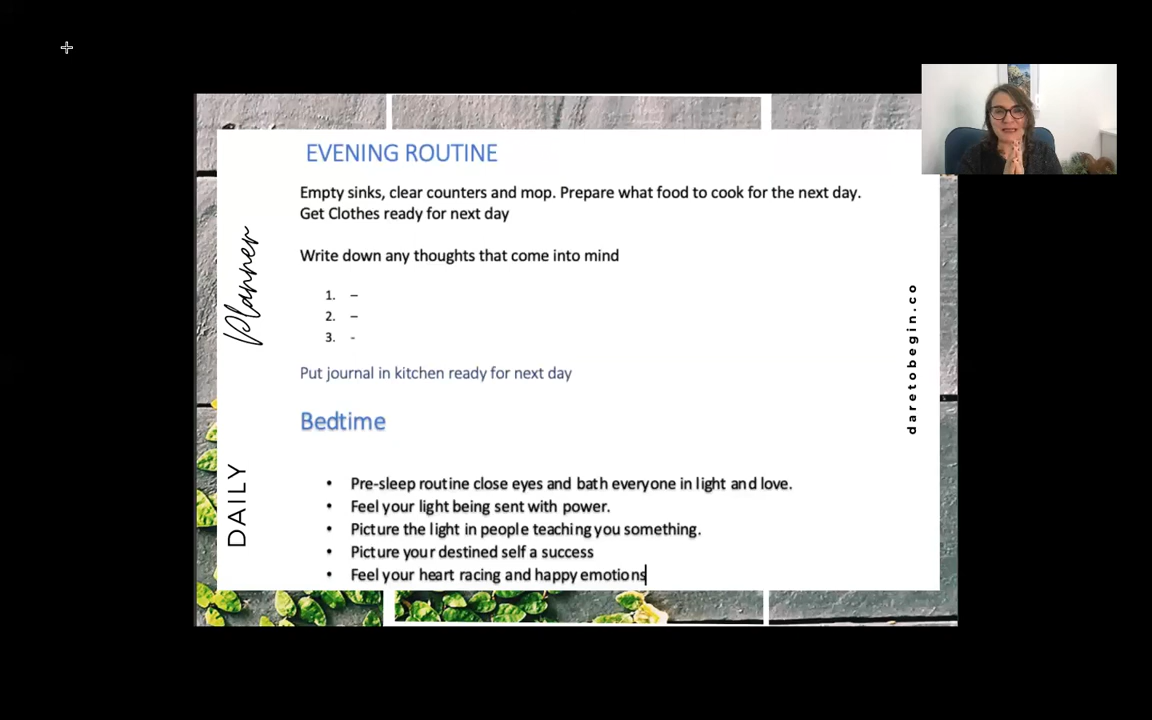 EVENING ROUTINE
Empty sinks, clear counters and mop. Prepare what food to cook for the next day.
Get Clothes ready for next day
Write down any thoughts that come into mind
1. –
2. –
3. -
Put journal in kitchen ready for next day
Bedtime
• Pre-sleep routine close eyes and bath everyone in light and love.
• Feel your light being sent with power.
• Picture the light in people teaching you something.
• Picture your destined self a success
• Feel your heart racing and happy emotions
DAILY
Planner
daretobegin.co